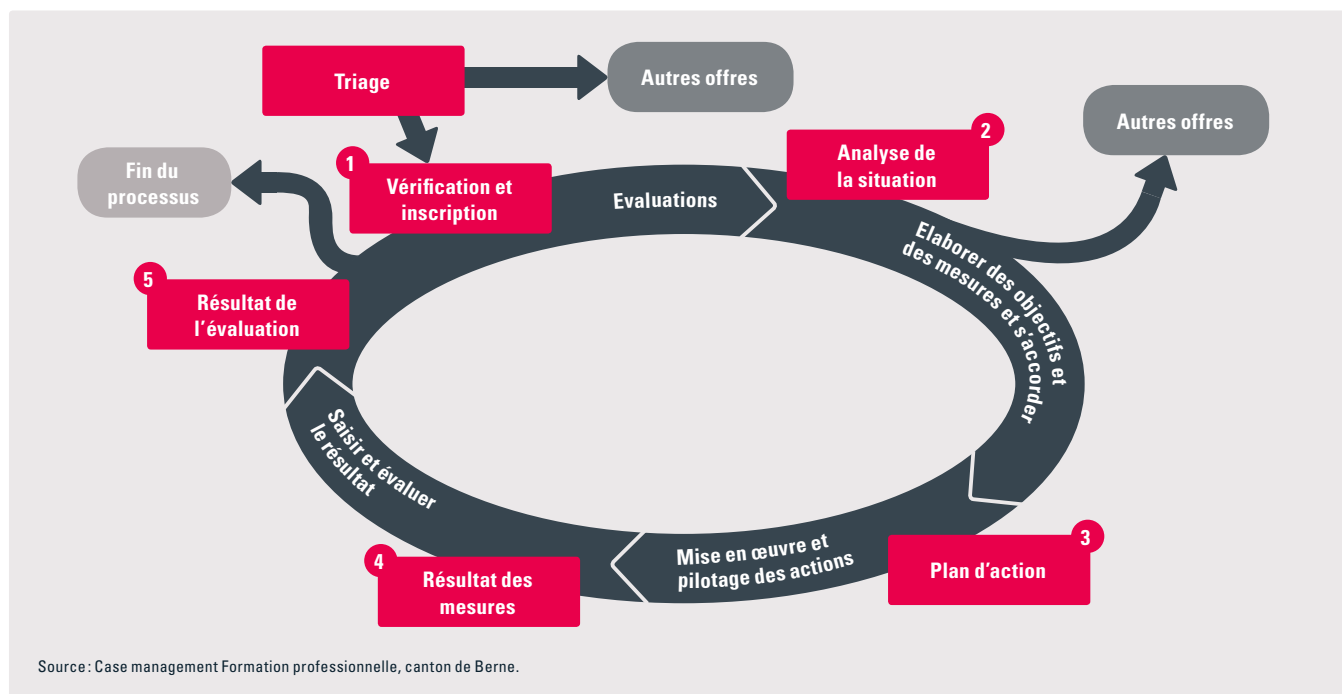 Triage
Autres offres
Autres offres
Fin du
processus
1
Vérification et
inscription
Evaluations
2
Analyse de
la situation
Elaborer des objectifs et
des mesures et s'accorder
3
Plan d'action
Mise en œuvre et
pilotage des actions
4
Résultat des
mesures
Saisir et évaluer
le résultat
5
Résultat de
l'évaluation
Source: Case management Formation professionnelle, canton de Berne.